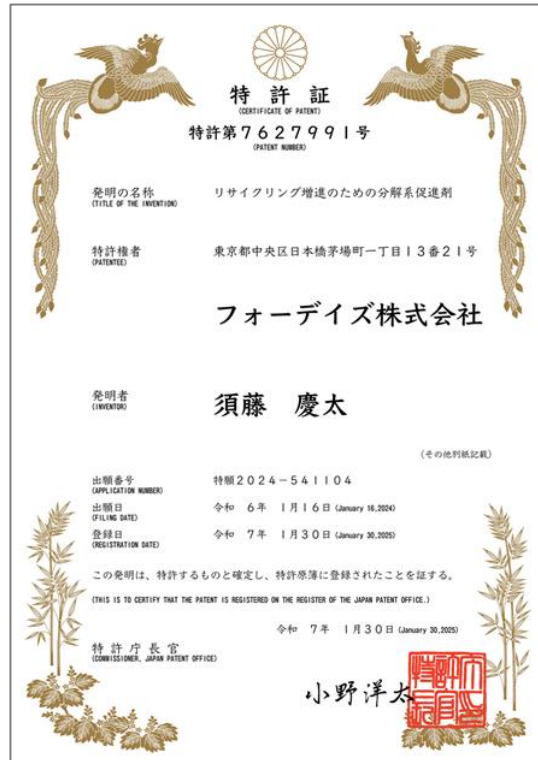 特許証
(CERTIFICATE OF PATENT)
特許第7627991号
(PATENT NUMBER)
発明の名称 リサイクリング増進のための分解系促進剤
(TITLE OF THE INVENTION)
特許権者 東京都中央区日本橋茅場町一丁目13番21号
(PATENTEE)
フォーデイズ株式会社
発明者 須藤 慶太
(INVENTOR)
(その他別紙記載)
出願番号 特願2024-541104
(APPLICATION NUMBER)
出願日 令和 6年 1月16日 (January 16,2024)
(FILING DATE)
登録日 令和 7年 1月30日 (January 30,2025)
(REGISTRATION DATE)
この発明は、特許するものと確定し、特許原簿に登録されたことを証する。
(THIS IS TO CERTIFY THAT THE PATENT IS REGISTERED ON THE REGISTER OF THE JAPAN PATENT OFFICE.)
令和 7年 1月30日 (January 30,2025)
特許庁長官
(COMMISSIONER, JAPAN PATENT OFFICE)
小野洋太